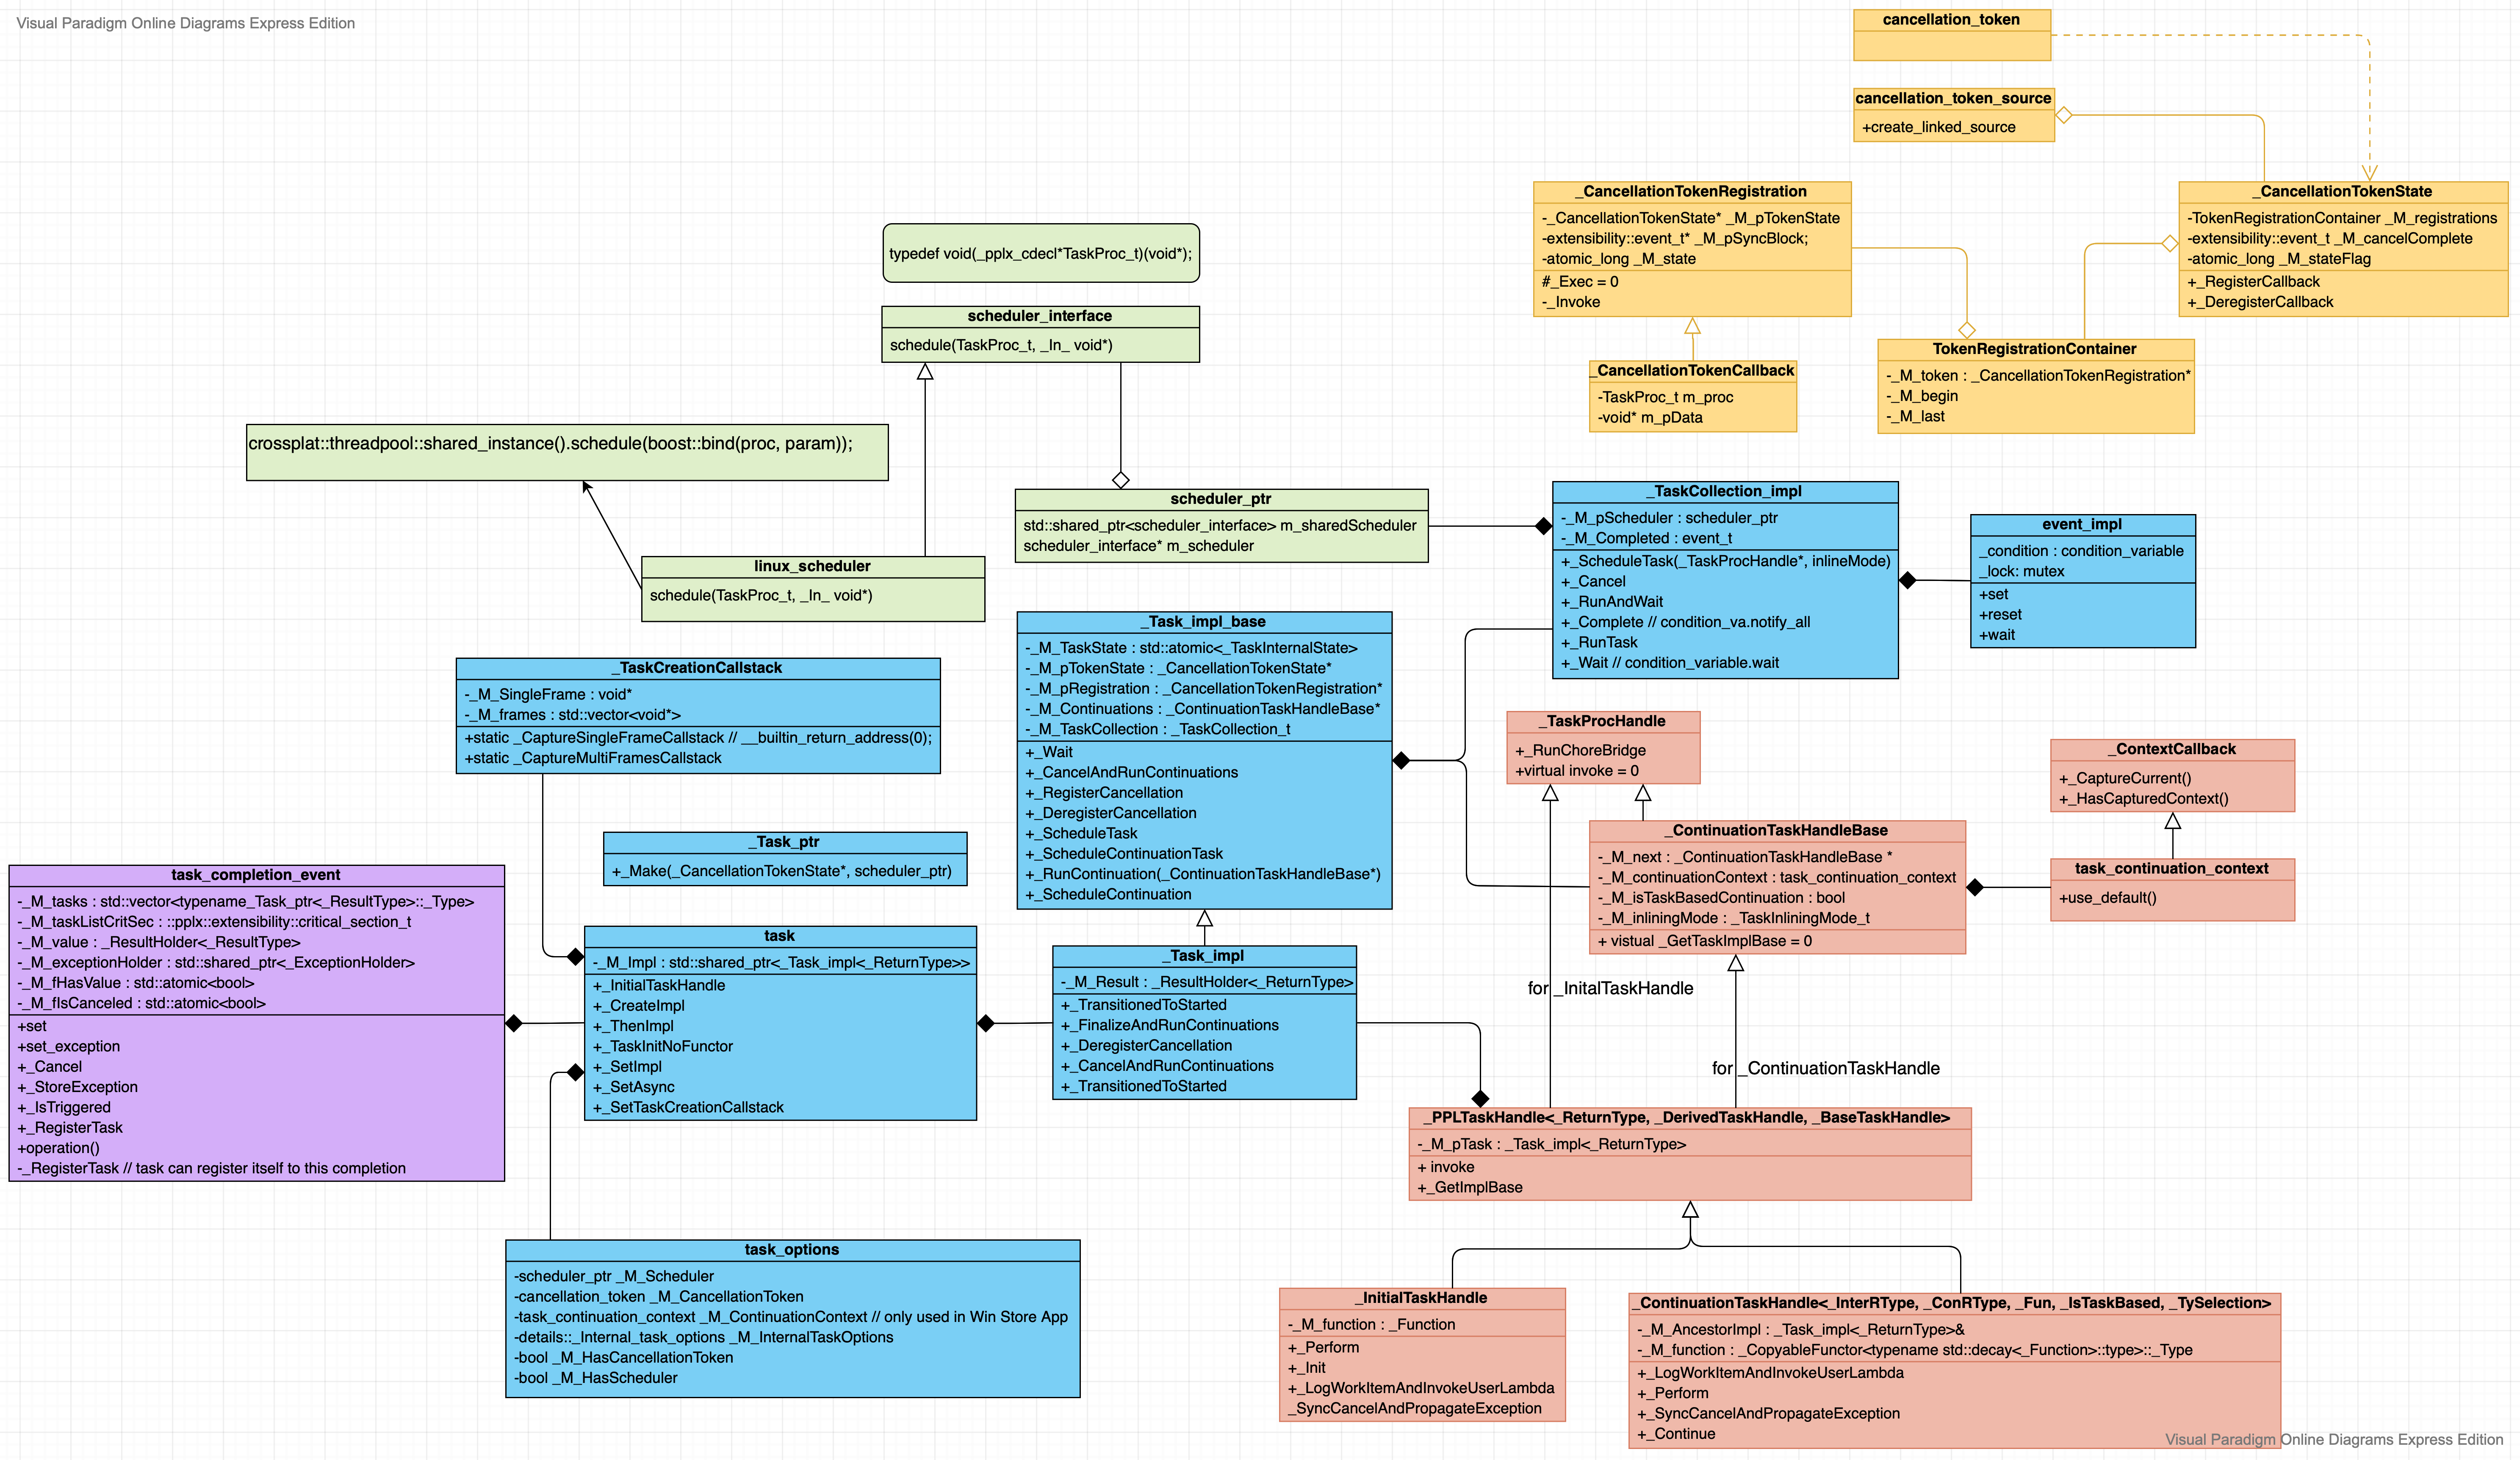 Visual Paradigm Online Diagrams Express Edition
cancellation_token
cancellation_token_source
+create_linked_source
_CancellationTokenRegistration
-_CancellationTokenState* _M_pTokenState
-extensibility::event_t* _M_pSyncBlock;
-atomic_long _M_state
#_Exec = 0
-_Invoke
_CancellationTokenState
-TokenRegistrationContainer _M_registrations
-extensibility::event_t _M_cancelComplete
-atomic_long _M_stateFlag
+_RegisterCallback
+_DeregisterCallback
_CancellationTokenCallback
-TaskProc_t m_proc
-void* m_pData
TokenRegistrationContainer
-_M_token : _CancellationTokenRegistration*
-_M_begin
-_M_last
typedef void(_pplx_cdecl*TaskProc_t)(void*);
scheduler_interface
schedule(TaskProc_t, _In_ void*)
crossplat::threadpool::shared_instance().schedule(boost::bind(proc, param));
scheduler_ptr
std::shared_ptr<scheduler_interface> m_sharedScheduler
scheduler_interface* m_scheduler
linux_scheduler
schedule(TaskProc_t, _In_ void*)
_TaskCollection_impl
-_M_pScheduler : scheduler_ptr
-_M_Completed : event_t
+_ScheduleTask(_TaskProcHandle*, inlineMode)
+_Cancel
+_RunAndWait
+_Complete // condition_va.notify_all
+_RunTask
+_Wait // condition_variable.wait
event_impl
_condition : condition_variable
_lock: mutex
+set
+reset
+wait
_Task_impl_base
-_M_TaskState : std::atomic<_TaskInternalState>
-_M_pTokenState : _CancellationTokenState*
-_M_pRegistration : _CancellationTokenRegistration*
-_M_Continuations : _ContinuationTaskHandleBase*
-_M_TaskCollection : _TaskCollection_t
+_Wait
+_CancelAndRunContinuations
+_RegisterCancellation
+_DeregisterCancellation
+_ScheduleTask
+_ScheduleContinuationTask
+_RunContinuation(_ContinuationTaskHandleBase*)
+_ScheduleContinuation
_TaskCreationCallstack
-_M_SingleFrame : void*
-_M_frames : std::vector<void*>
+static _CaptureSingleFrameCallstack // __builtin_return_address(0);
+static _CaptureMultiFramesCallstack
_TaskProcHandle
+_RunChoreBridge
+virtual invoke = 0
_ContextCallback
+_CaptureCurrent()
+_HasCapturedContext()
_Task_ptr
+_Make(_CancellationTokenState*, scheduler_ptr)
_ContinuationTaskHandleBase
-_M_next : _ContinuationTaskHandleBase *
-_M_continuationContext : task_continuation_context
-_M_isTaskBasedContinuation : bool
-_M_inliningMode : _TaskInliningMode_t
+ vistual _GetTaskImplBase = 0
task_continuation_context
+use_default()
task_completion_event
-_M_tasks : std::vector<typename_Task_ptr<_ResultType>::_Type>
-_M_taskListCritSec : ::pplx::extensibility::critical_section_t
-_M_value : _ResultHolder<_ResultType>
-_M_exceptionHolder : std::shared_ptr<_ExceptionHolder>
-_M_fHasValue : std::atomic<bool>
-_M_fIsCanceled : std::atomic<bool>
+set
+set_exception
+_Cancel
+_StoreException
+_IsTriggered
+_RegisterTask
+operation()
-_RegisterTask // task can register itself to this completion
task
-_M_Impl : std::shared_ptr<_Task_impl<_ReturnType>>
+_InitialTaskHandle
+_CreateImpl
+_ThenImpl
+_TaskInitNoFunctor
+_SetImpl
+_SetAsync
+_SetTaskCreationCallstack
_Task_impl
-_M_Result : _ResultHolder<_ReturnType>
+_TransitionedToStarted
+_FinalizeAndRunContinuations
+_DeregisterCancellation
+_CancelAndRunContinuations
+_TransitionedToStarted
for _InitalTaskHandle
for _ContinuationTaskHandle
_PPLTaskHandle<_ReturnType, _DerivedTaskHandle, _BaseTaskHandle>
-_M_pTask : _Task_impl<_ReturnType>
+ invoke
+_GetImplBase
task_options
-scheduler_ptr _M_Scheduler
-cancellation_token _M_CancellationToken
-task_continuation_context _M_ContinuationContext // only used in Win Store App
-details::_Internal_task_options _M_InternalTaskOptions
-bool _M_HasCancellationToken
-bool _M_HasScheduler
_InitialTaskHandle
-_M_function : _Function
+_Perform
+_Init
+_LogWorkItemAndInvokeUserLambda
_SyncCancelAndPropagateException
_ContinuationTaskHandle<_InterRType, _ConRType, _Fun, _IsTaskBased, _TySelection>
-_M_AncestorImpl : _Task_impl<_ReturnType>&
-_M_function : _CopyableFunctor<typename std::decay<_Function>::type>::_Type
+_LogWorkItemAndInvokeUserLambda
+_Perform
+_SyncCancelAndPropagateException
+_Continue
Visual Paradigm Online Diagrams Express Edition